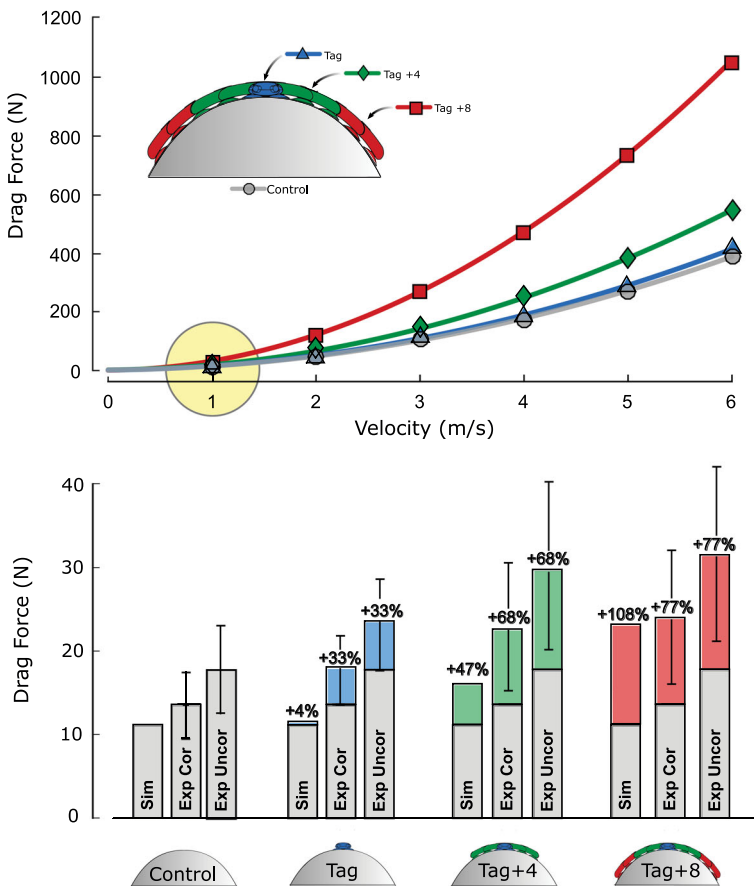 1200
1000
800
600
400
200
0
Drag Force (N)
Tag
Tag +4
Tag +8
Control
0 1 2 3 4 5 6
Velocity (m/s)
40
30
20
10
0
Drag Force (N)
+4%
+33%
+33%
+47%
+68%
+68%
+108%
+77%
+77%
Sim Exp Cor Exp Uncor
Sim Exp Cor Exp Uncor
Sim Exp Cor Exp Uncor
Sim Exp Cor Exp Uncor
Control Tag Tag+4 Tag+8